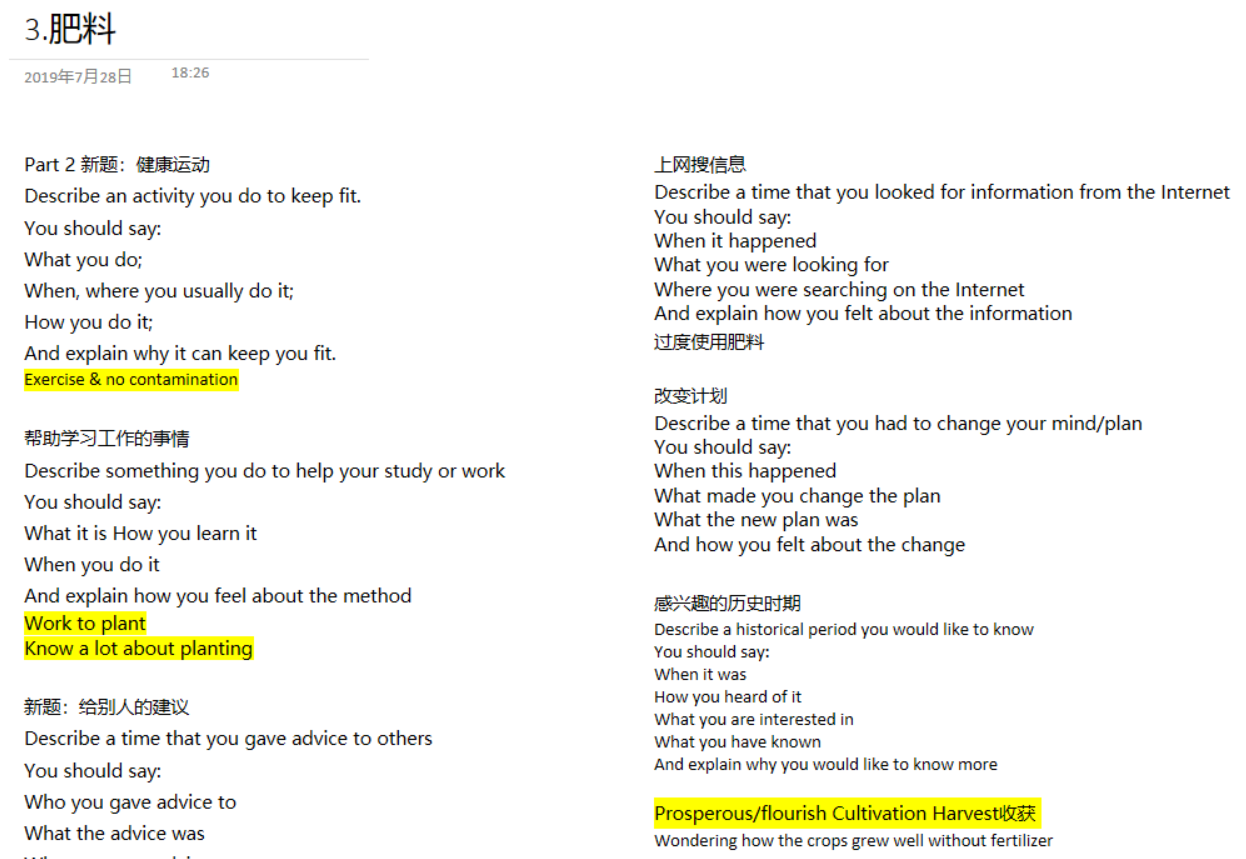 3.肥料
2019年7月28日 18:26
Part 2 新题：健康运动
Describe an activity you do to keep fit.
You should say:
What you do;
When, where you usually do it;
How you do it;
And explain why it can keep you fit.
Exercise & no contamination
帮助学习工作的事情
Describe something you do to help your study or work
You should say:
What it is How you learn it
When you do it
And explain how you feel about the method
Work to plant
Know a lot about planting
新题：给别人的建议
Describe a time that you gave advice to others
You should say:
Who you gave advice to
What the advice was
上网搜信息
Describe a time that you looked for information from the Internet
You should say:
When it happened
What you were looking for
Where you were searching on the Internet
And explain how you felt about the information
过度使用肥料
改变计划
Describe a time that you had to change your mind/plan
You should say:
When this happened
What made you change the plan
What the new plan was
And how you felt about the change
感兴趣的历史时期
Describe a historical period you would like to know
You should say:
When it was
How you heard of it
What you are interested in
What you have known
And explain why you would like to know more
Prosperous/flourish Cultivation Harvest收获
Wondering how the crops grew well without fertilizer